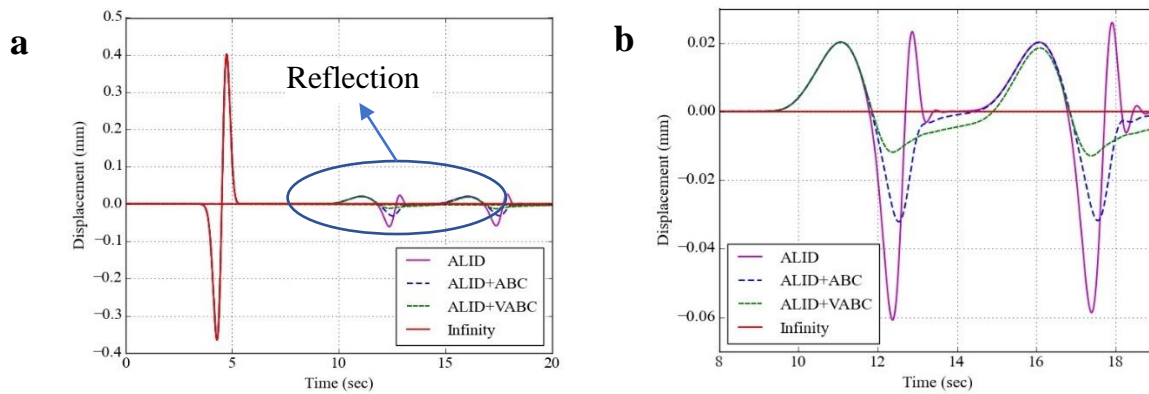 a
Reflection
Displacement (mm)
0.5
0.4
0.3
0.2
0.1
0.0
−0.1
−0.2
−0.3
−0.4
ALID
ALID+ABC
ALID+VABC
Infinity
0
5
10
15
20
Time (sec)
b
Displacement (mm)
0.02
0.00
−0.02
−0.04
−0.06
ALID
ALID+ABC
ALID+VABC
Infinity
8
10
12
14
16
18
Time (sec)